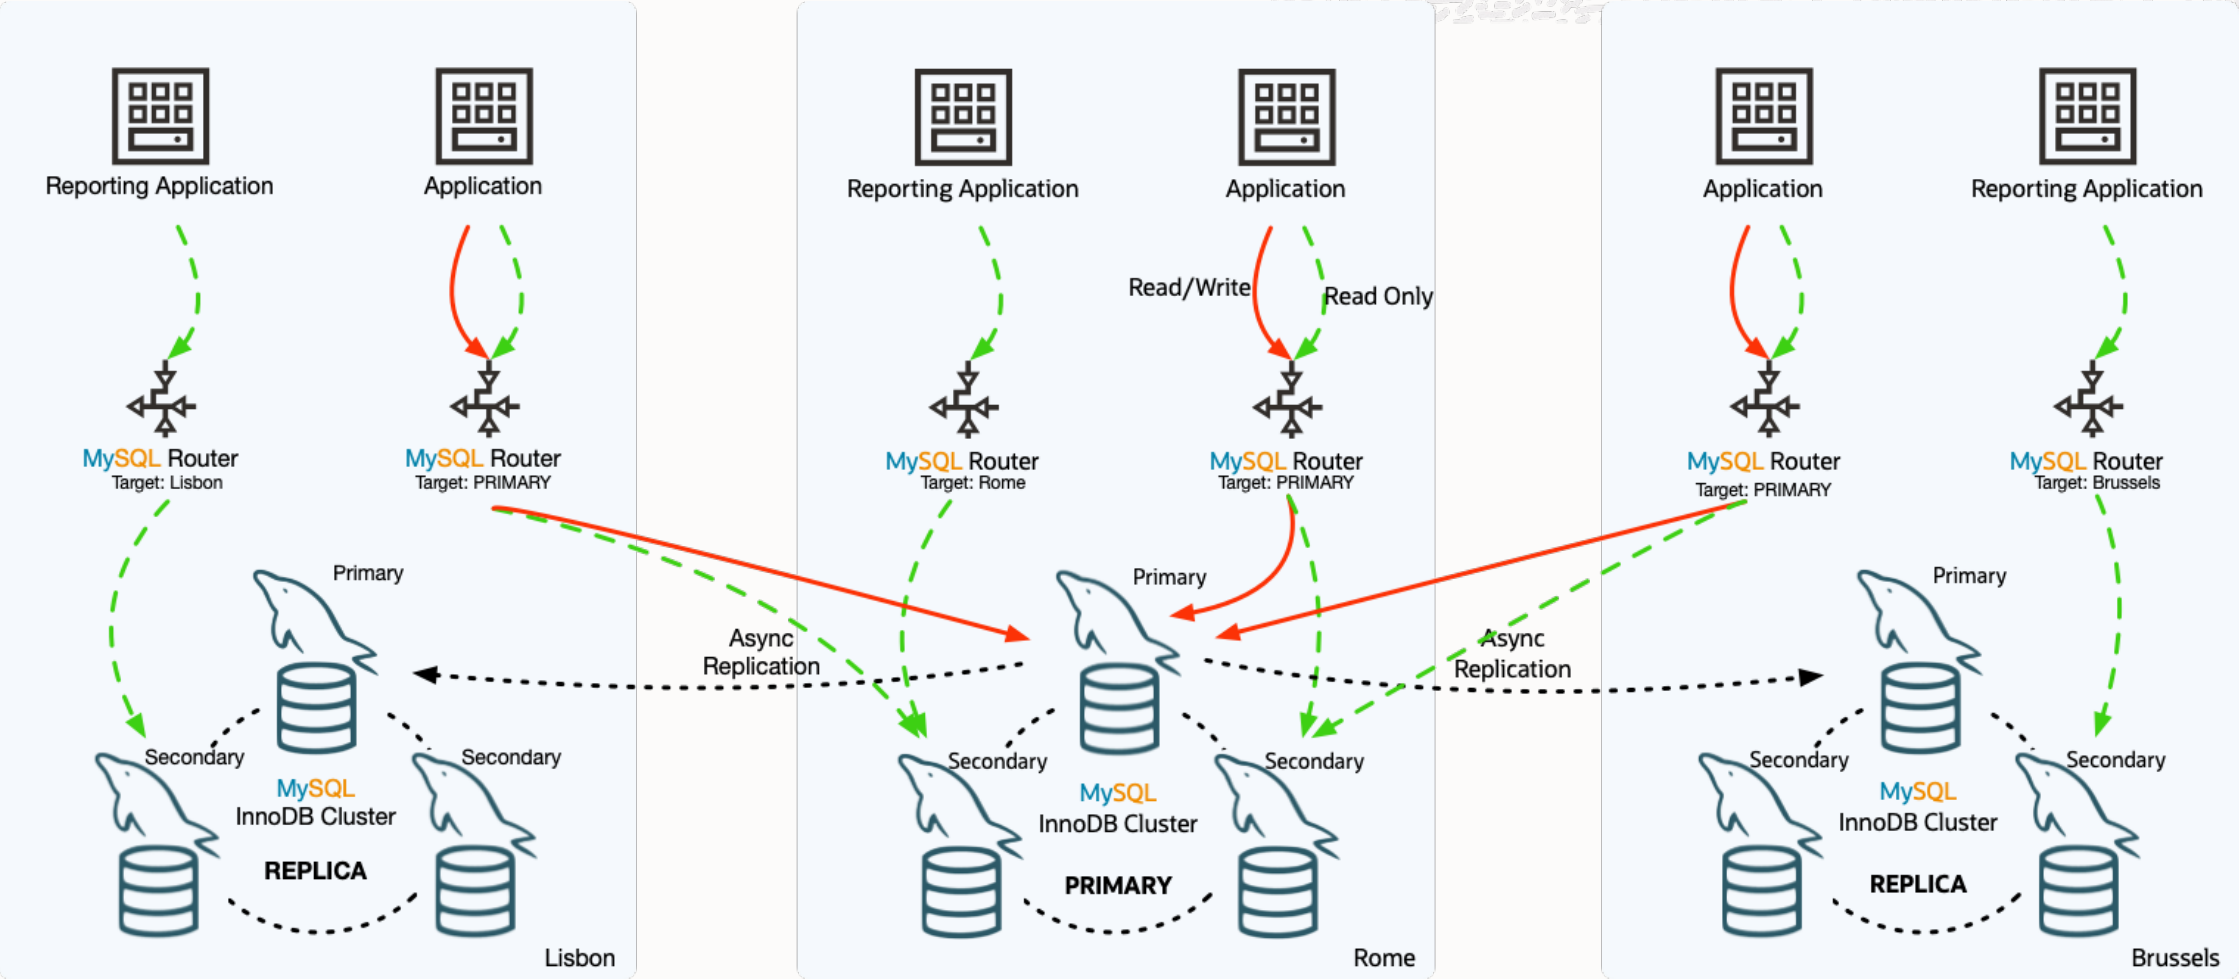 Reporting Application
Application
MySQL Router
Target: Lisbon
MySQL Router
Target: PRIMARY
Primary
Secondary
Secondary
MySQL
InnoDB Cluster
REPLICA
Lisbon
Async
Replication
Reporting Application
Application
Read/Write
Read Only
MySQL Router
Target: Rome
MySQL Router
Target: PRIMARY
Primary
Secondary
Secondary
MySQL
InnoDB Cluster
PRIMARY
Rome
Async
Replication
Application
Reporting Application
MySQL Router
Target: PRIMARY
MySQL Router
Target: Brussels
Primary
Secondary
Secondary
MySQL
InnoDB Cluster
REPLICA
Brussels